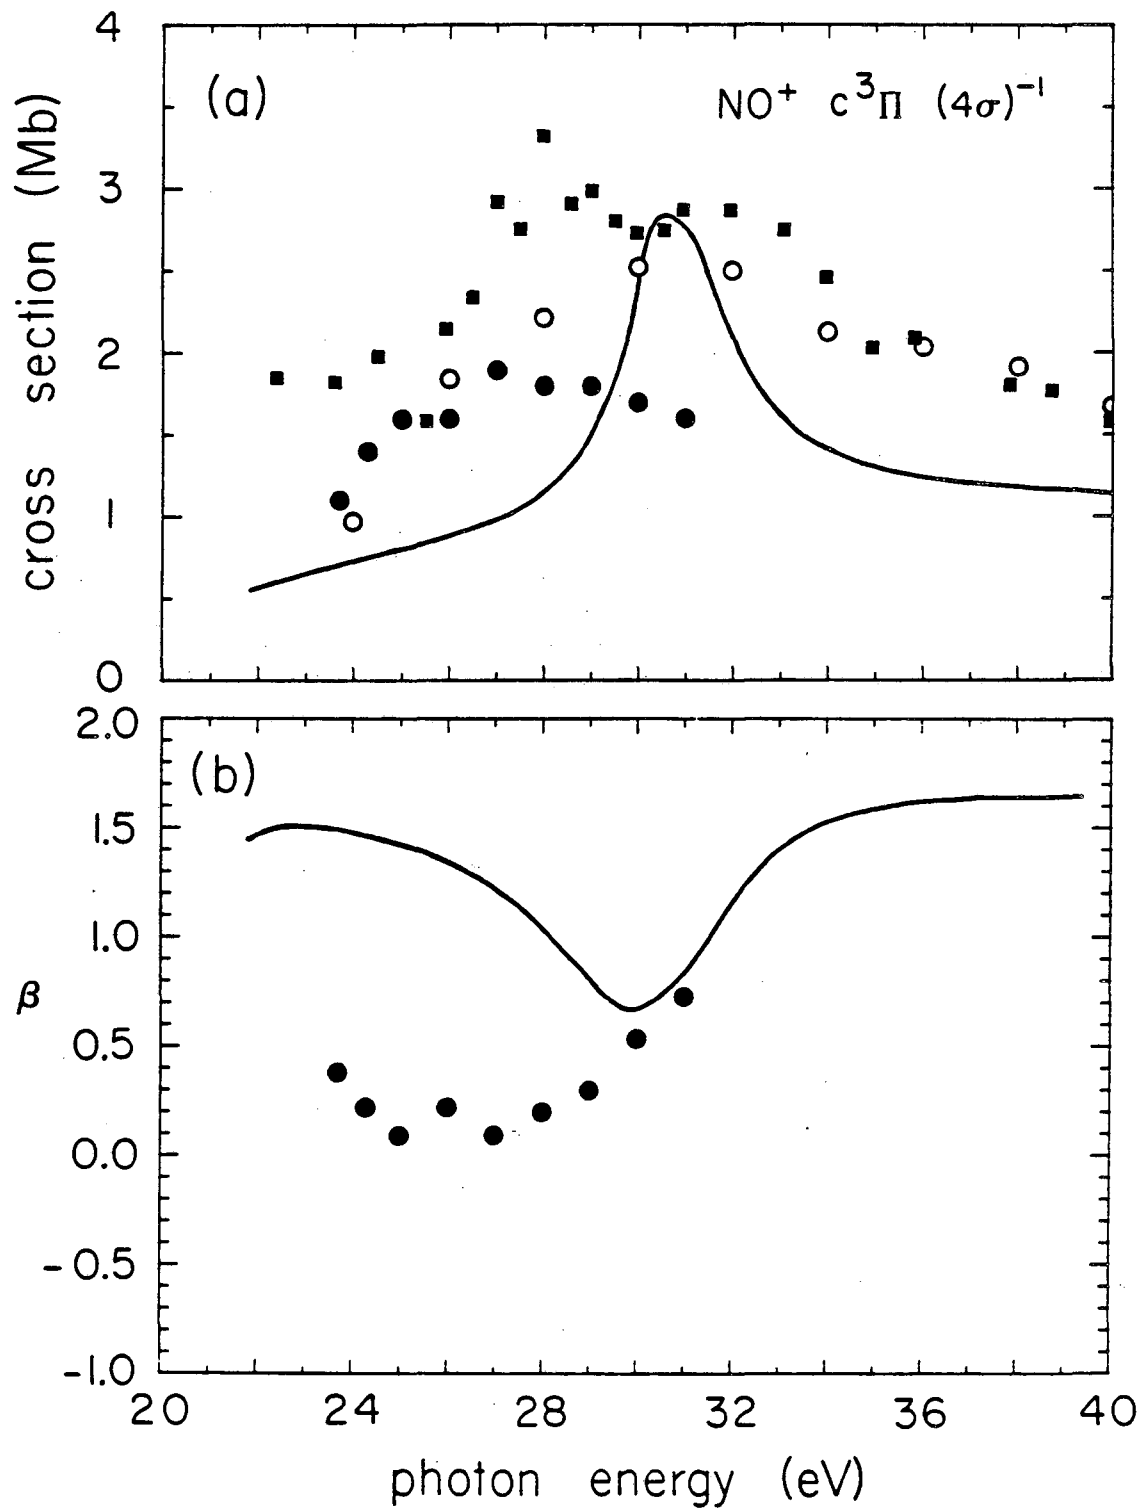 4
(a)
NO⁺ c³Π (4σ)⁻¹
3
2
1
0
cross section (Mb)
2.0
(b)
1.5
1.0
β
0.5
0.0
-0.5
-1.0
20 24 28 32 36 40
photon energy (eV)